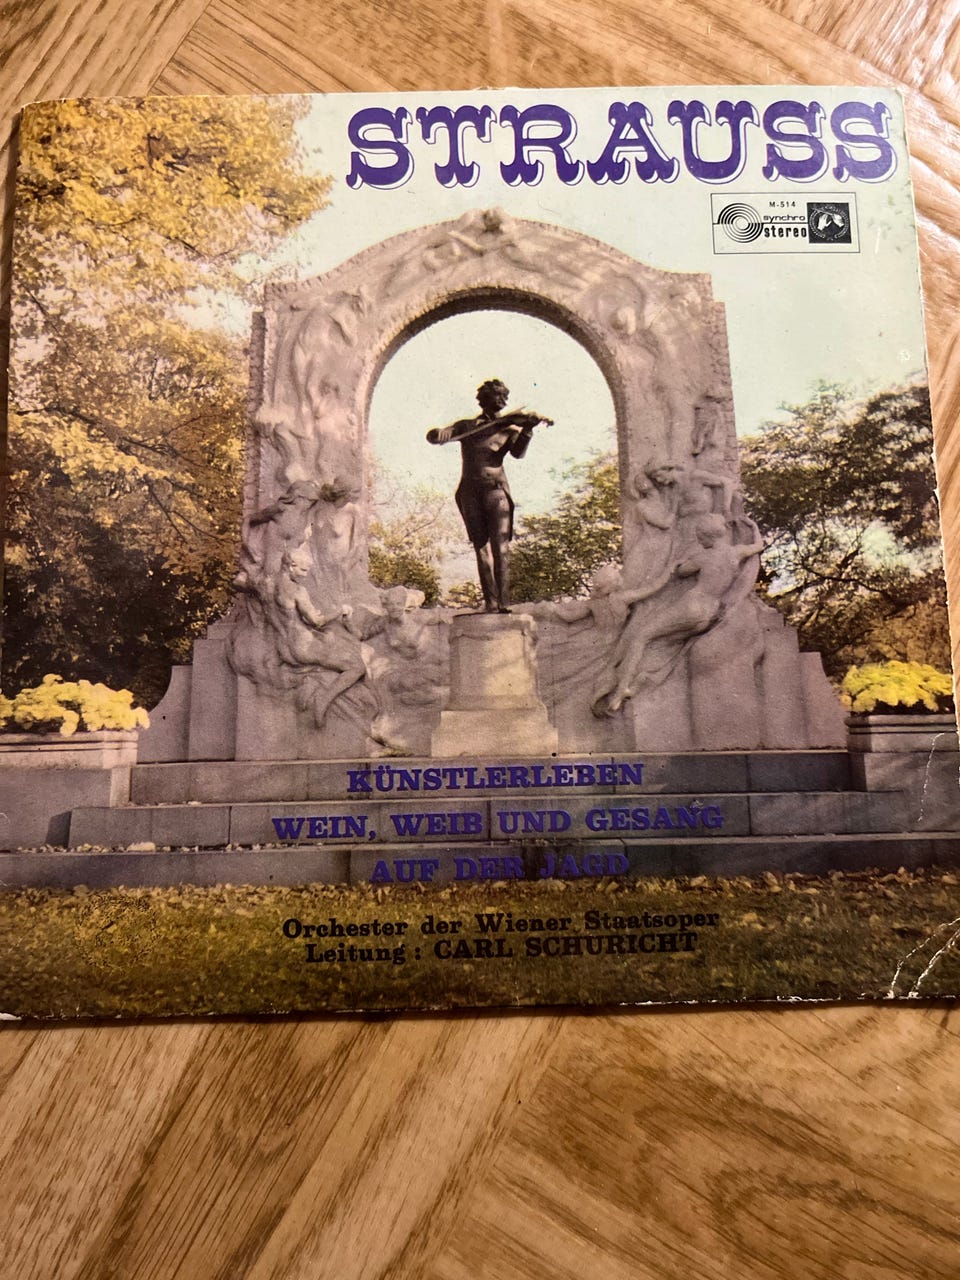 STRAUSS
M-514
synchro
stereo
KÜNSTLERLEBEN
WEIN, WEIB UND GESANG
AUF DER JAGD
Orchester der Wiener Staatsoper
Leitung : CARL SCHURICHT